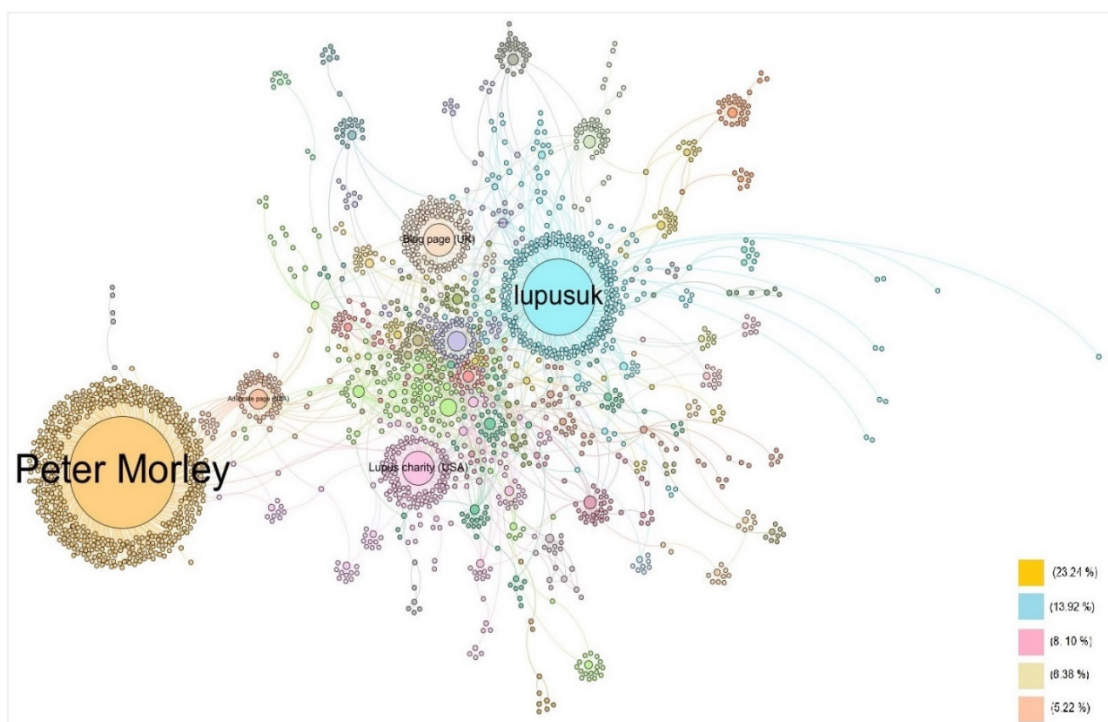 Blog page (UK)
lupusuk
Advocate page (USA)
Peter Morley
Lupus charity (USA)
(23.24 %)
(13.92 %)
(8.10 %)
(6.38 %)
(5.22 %)